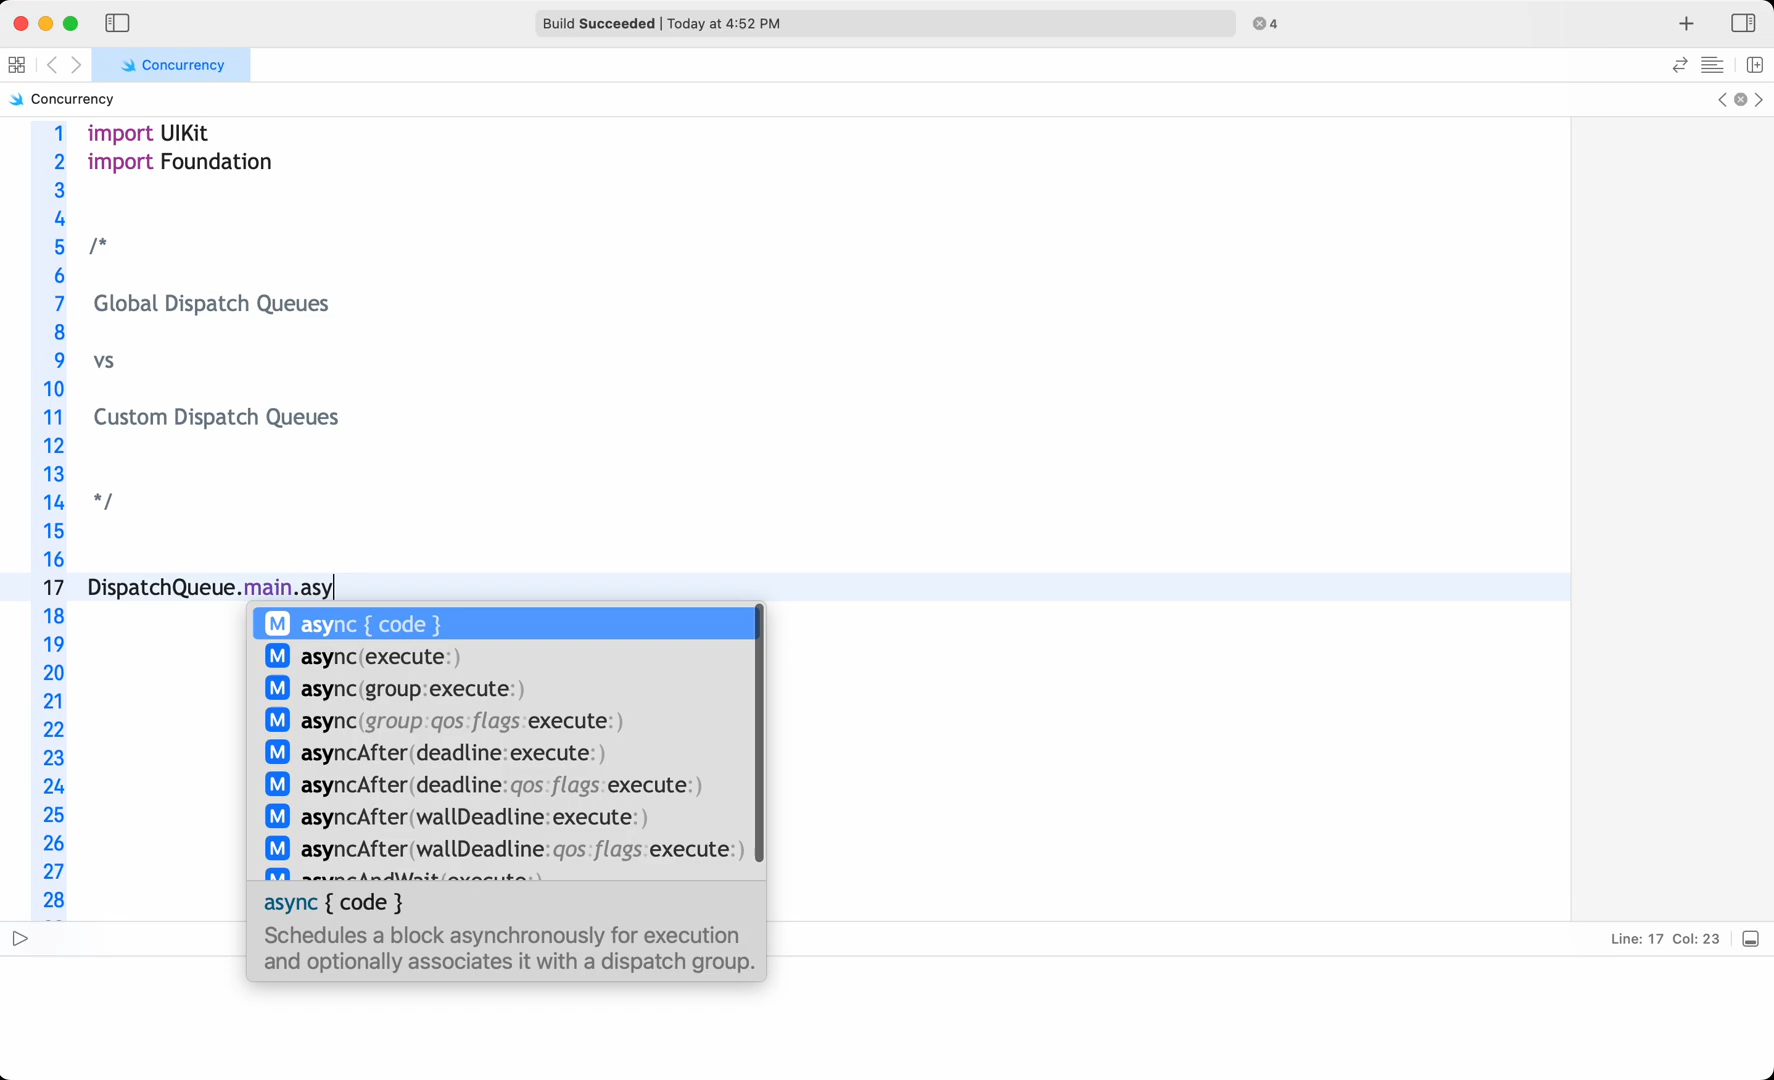 Build Succeeded | Today at 4:52 PM
4
Concurrency
Concurrency
1 import UIKit
2 import Foundation
3
4
5 /*
6
7 Global Dispatch Queues
8
9 vs
10
11 Custom Dispatch Queues
12
13
14 */
15
16
17 DispatchQueue.main.asy
18
19
20
21
22
23
24
25
26
27
28
M async { code }
M async(execute:)
M async(group:execute:)
M async(group:qos:flags:execute:)
M asyncAfter(deadline:execute:)
M asyncAfter(deadline:qos:flags:execute:)
M asyncAfter(wallDeadline:execute:)
M asyncAfter(wallDeadline:qos:flags:execute:)
M asyncAndWait(execute:)
async { code }
Schedules a block asynchronously for execution
and optionally associates it with a dispatch group.
Line: 17 Col: 23